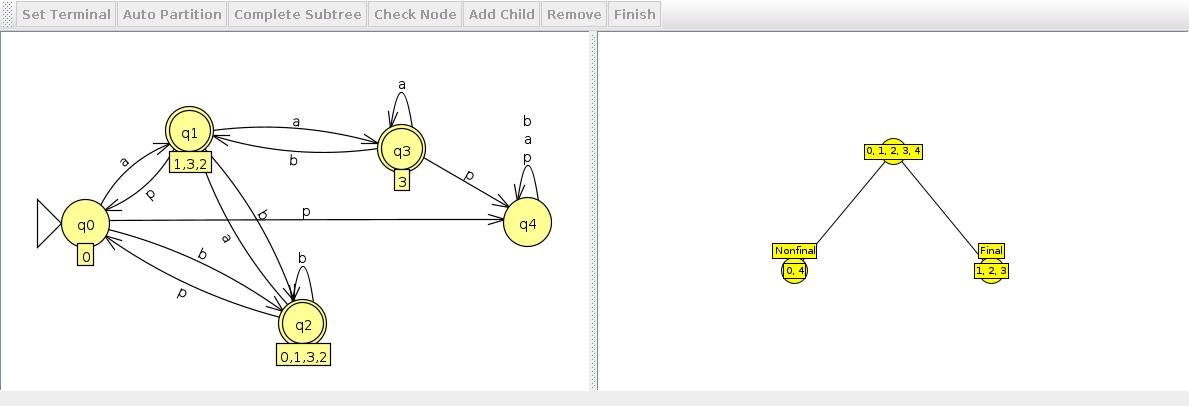 Set Terminal Auto Partition Complete Subtree Check Node Add Child Remove Finish
a
b
a
p
q1
a
q3
b
1,3,2
3
a
p
p
q0
0
p
q4
b
a
b
p
b
q2
0,1,3,2
0, 1, 2, 3, 4
Nonfinal
0, 4
Final
1, 2, 3